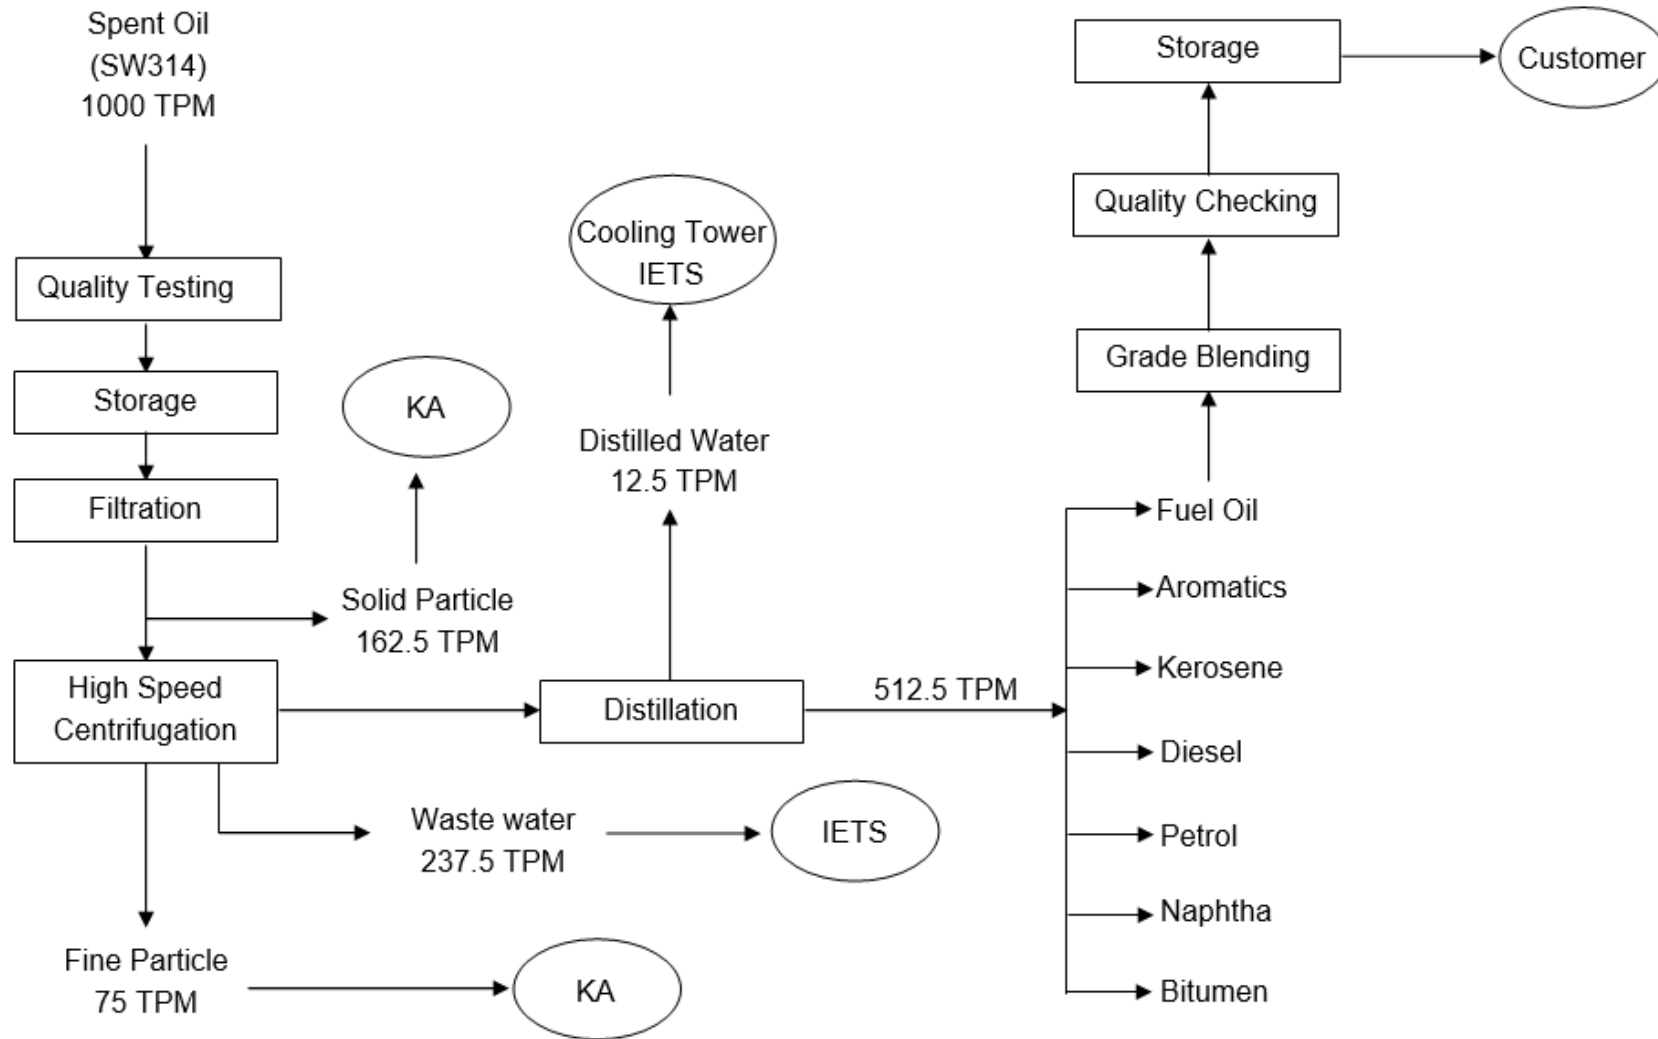 Spent Oil
(SW314)
1000 TPM
Quality Testing
Storage
Filtration
Solid Particle
162.5 TPM
KA
High Speed
Centrifugation
Fine Particle
75 TPM
KA
Waste water
237.5 TPM
IETS
Distillation
Distilled Water
12.5 TPM
Cooling Tower
IETS
512.5 TPM
Fuel Oil
Aromatics
Kerosene
Diesel
Petrol
Naphtha
Bitumen
Grade Blending
Quality Checking
Storage
Customer